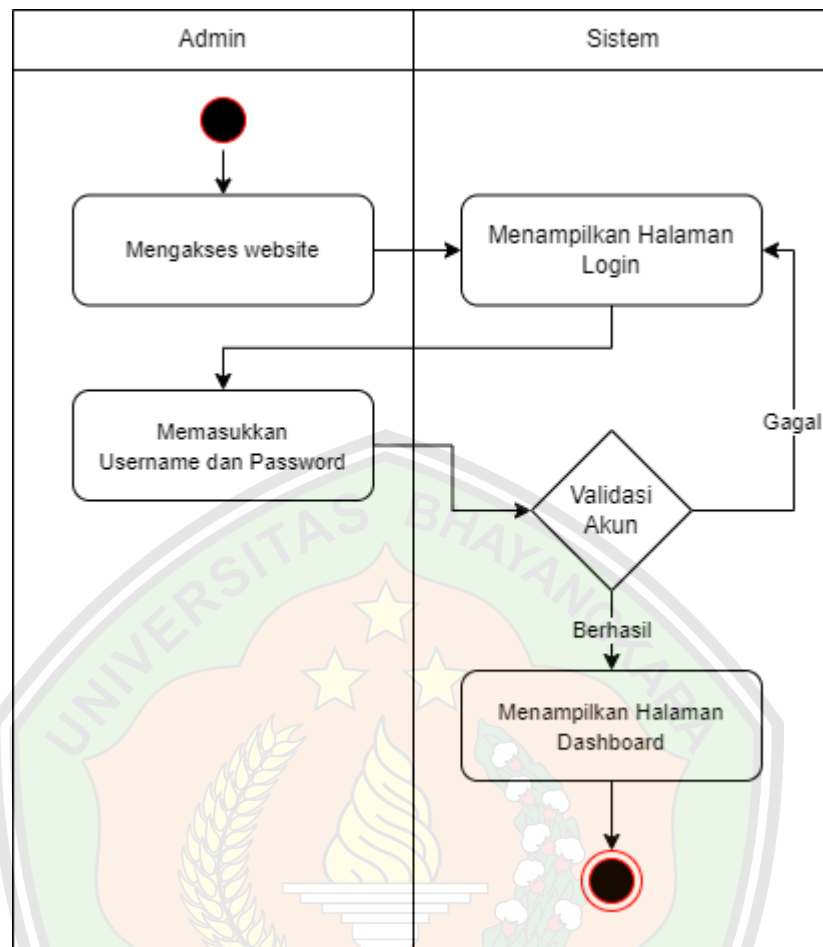 Admin
Sistem
Mengakses website
Menampilkan Halaman
Login
Memasukkan
Username dan Password
Validasi
Akun
Gagal
Berhasil
Menampilkan Halaman
Dashboard
UNIVERSITAS BHAYANGKARA